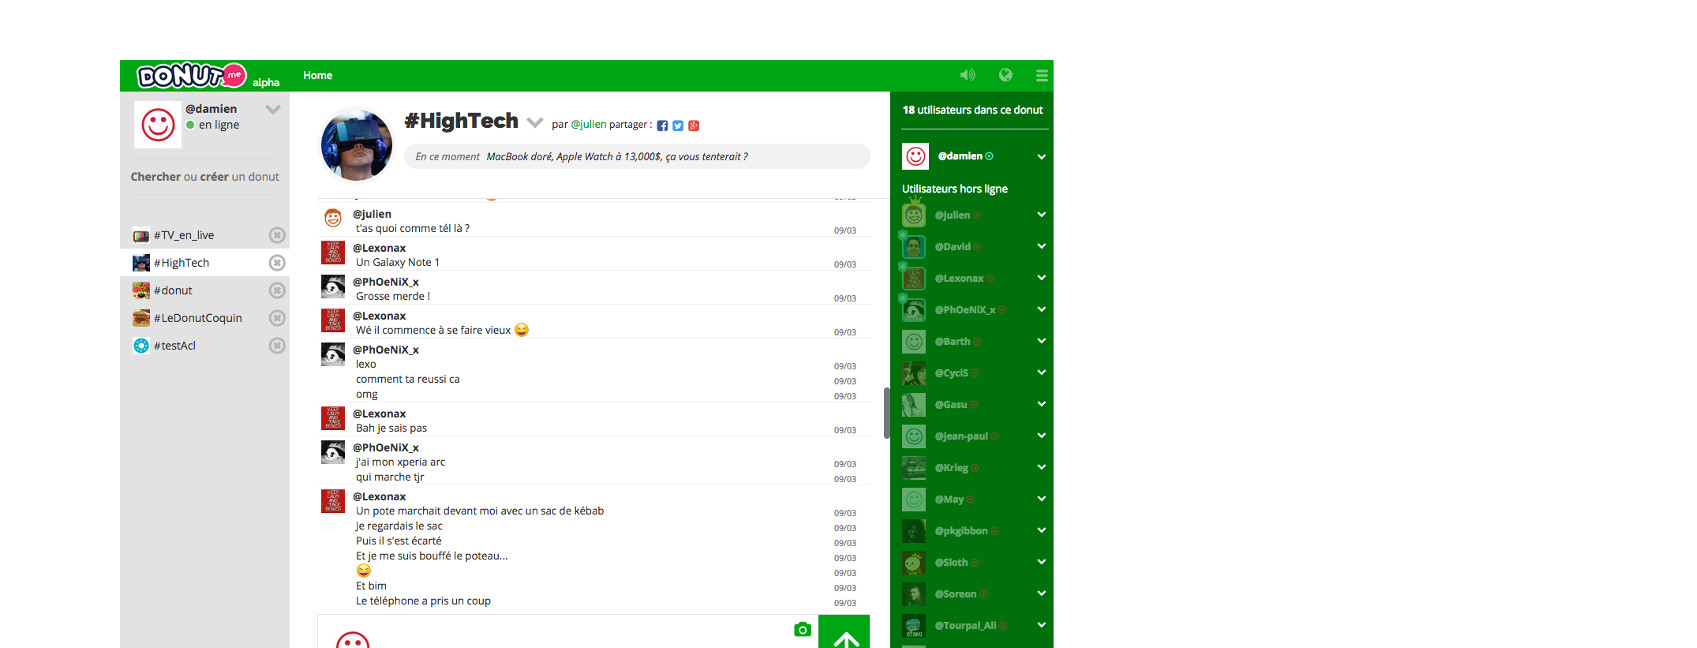 DONUT.me alpha
Home
@damien
en ligne
Chercher ou créer un donut
#TV_en_live
#HighTech
#donut
#LeDonutCoquin
#testAcl
#HighTech par @julien partager :
En ce moment MacBook doré, Apple Watch à 13,000$, ça vous tenterait ?
@julien
t'as quoi comme tél là ? 09/03
@Lexonax
Un Galaxy Note 1 09/03
@PhOeNiX_x
Grosse merde ! 09/03
@Lexonax
Wé il commence à se faire vieux 😄 09/03
@PhOeNiX_x
lexo 09/03
comment ta reussi ca 09/03
omg 09/03
@Lexonax
Bah je sais pas 09/03
@PhOeNiX_x
j'ai mon xperia arc 09/03
qui marche tjr 09/03
@Lexonax
Un pote marchait devant moi avec un sac de kébab 09/03
Je regardais le sac 09/03
Puis il s'est écarté 09/03
Et je me suis bouffé le poteau... 09/03
😄 09/03
Et bim 09/03
Le téléphone a pris un coup 09/03
18 utilisateurs dans ce donut
@damien
Utilisateurs hors ligne
@julien
@David
@Lexonax
@PhOeNiX_x
@Barth
@CyclS
@Gasu
@jean-paul
@Krieg
@May
@pkgibbon
@Sloth
@Soreon
@Tourpal_All